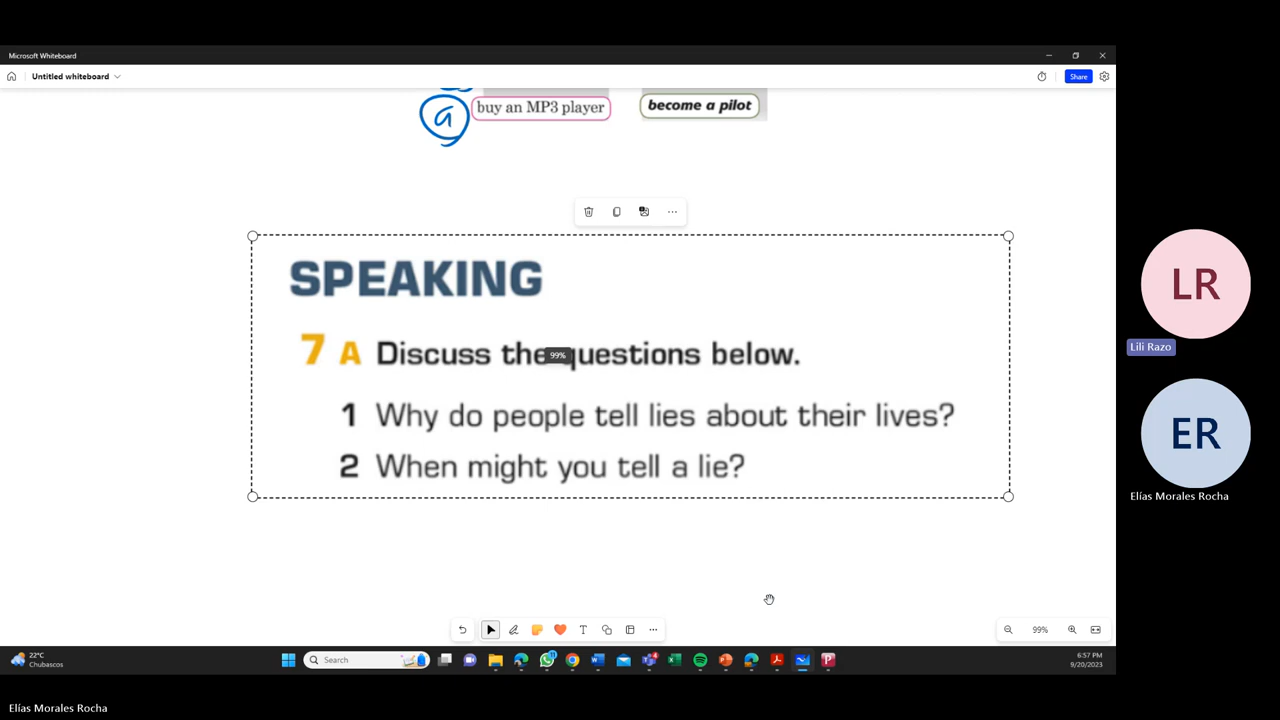 Microsoft Whiteboard
Untitled whiteboard
Share
a
buy an MP3 player
become a pilot
SPEAKING
7 A Discuss the questions below.
99%
1 Why do people tell lies about their lives?
2 When might you tell a lie?
LR
Lili Razo
ER
Elías Morales Rocha
T
99%
22°C
Chubascos
Search
6:57 PM
9/20/2023
Elías Morales Rocha